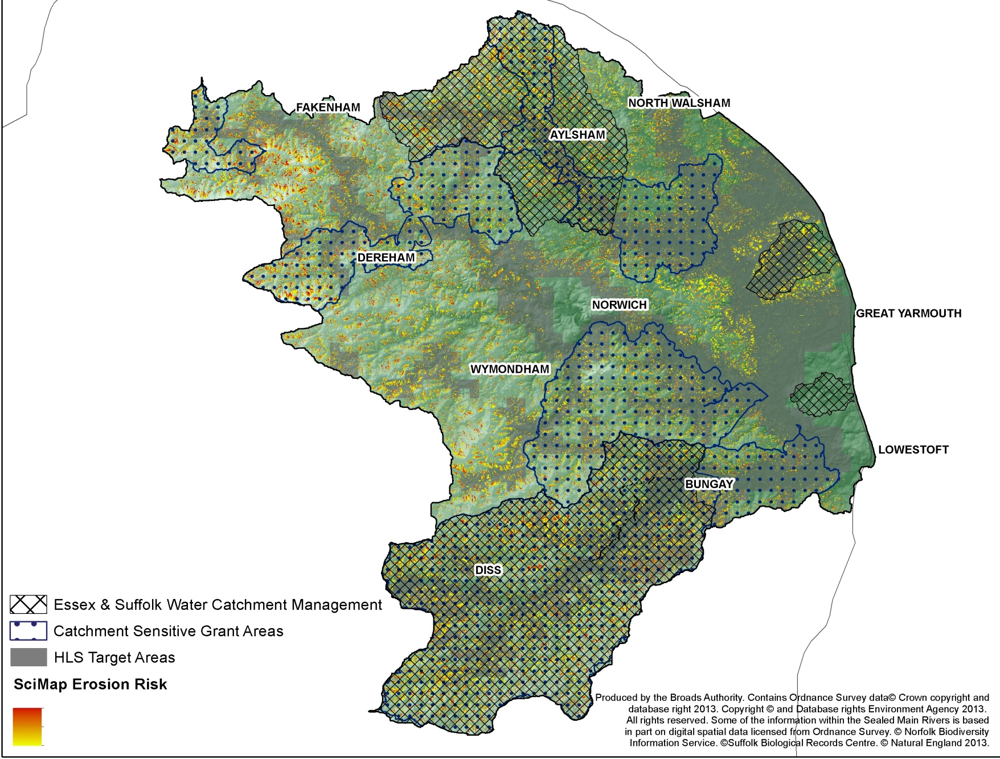 FAKENHAM
NORTH WALSHAM
AYLSHAM
DEREHAM
NORWICH
GREAT YARMOUTH
WYMONDHAM
LOWESTOFT
BUNGAY
DISS
Essex & Suffolk Water Catchment Management
Catchment Sensitive Grant Areas
HLS Target Areas
SciMap Erosion Risk
Produced by the Broads Authority. Contains Ordnance Survey data© Crown copyright and
database right 2013. Copyright © and Database rights Environment Agency 2013.
All rights reserved. Some of the information within the Sealed Main Rivers is based
in part on digital spatial data licensed from Ordnance Survey. © Norfolk Biodiversity
Information Service. ©Suffolk Biological Records Centre. © Natural England 2013.